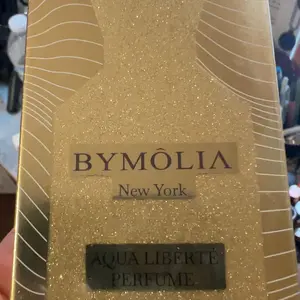 BYMÔLIA
New York
AQUA LIBERTÉ
PERFUME